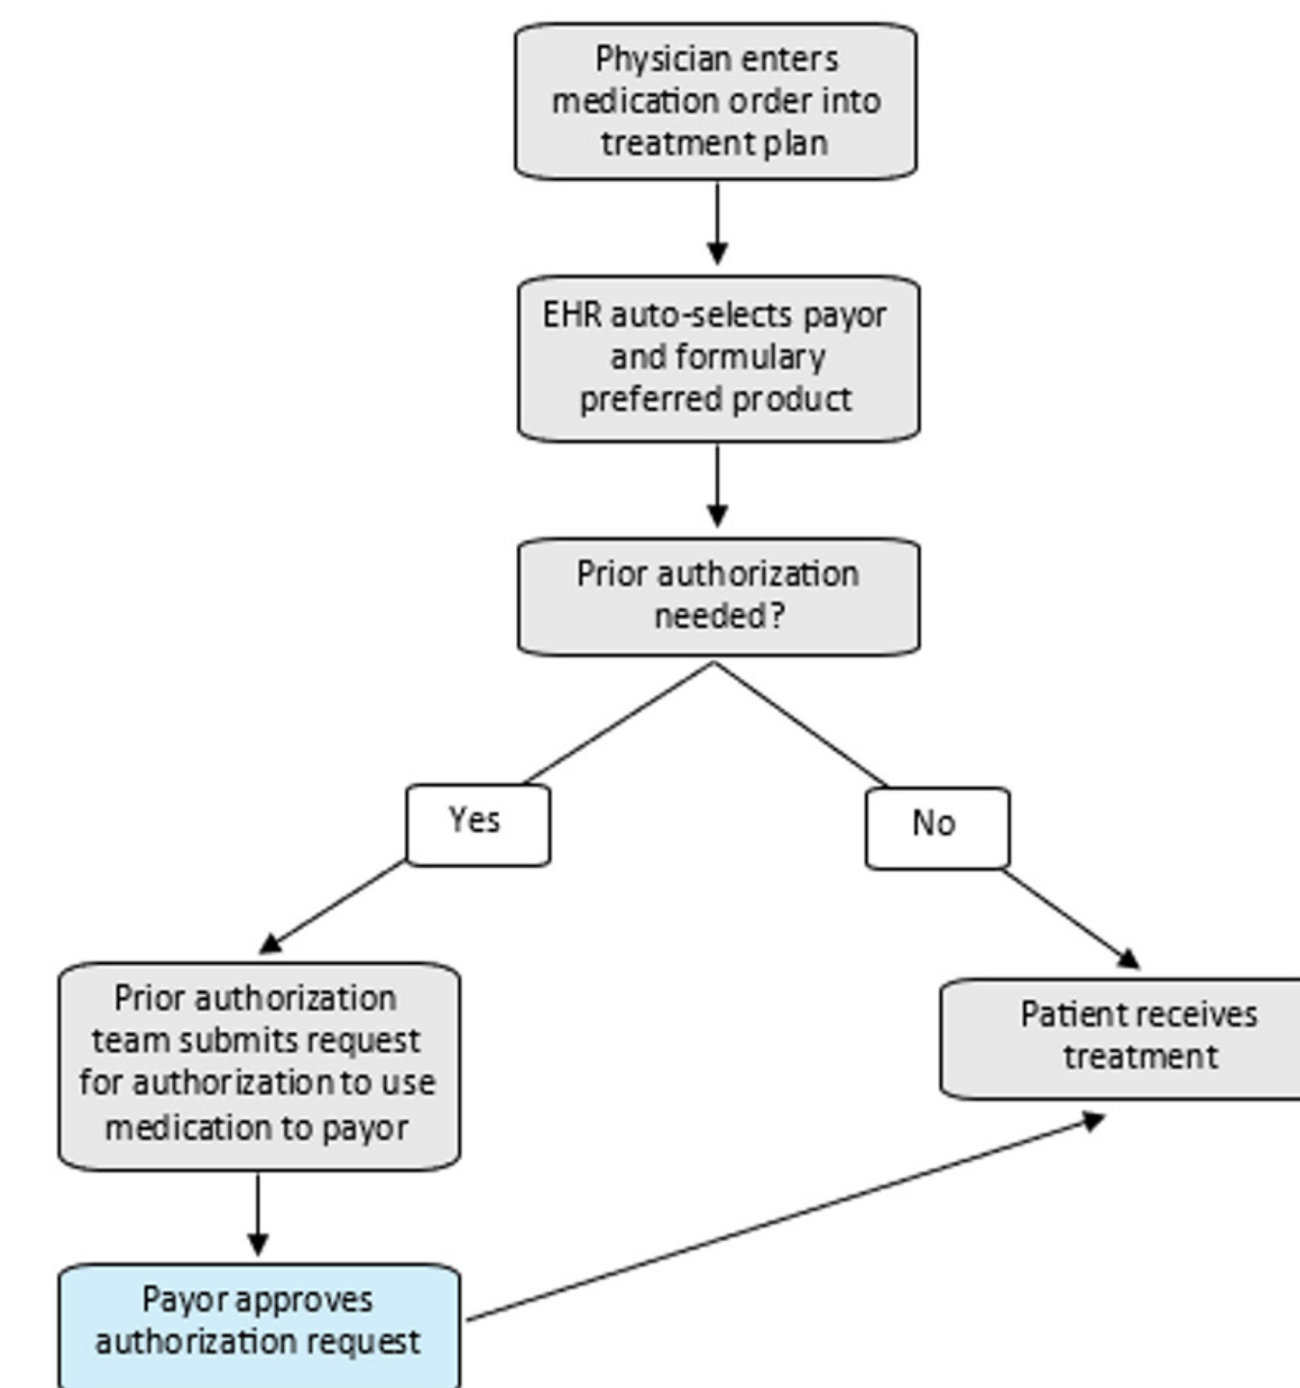 Physician enters
medication order into
treatment plan
EHR auto-selects payor
and formulary
preferred product
Prior authorization
needed?
Yes
No
Prior authorization
team submits request
for authorization to use
medication to payor
Patient receives
treatment
Payor approves
authorization request